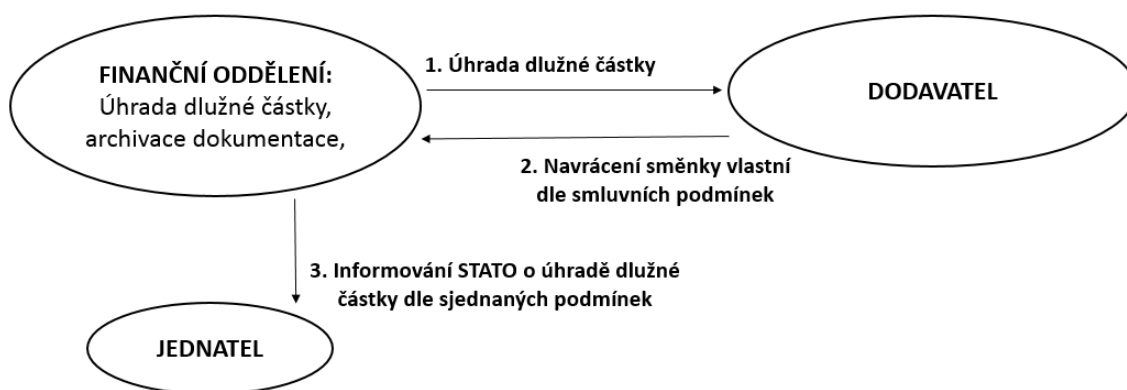 FINANČNÍ ODDĚLENÍ:
Úhrada dlužné částky,
archivace dokumentace,
1. Úhrada dlužné částky
DODAVATEL
2. Navrácení směnky vlastní
dle smluvních podmínek
3. Informování STATO o úhradě dlužné
částky dle sjednaných podmínek
JEDNATEL